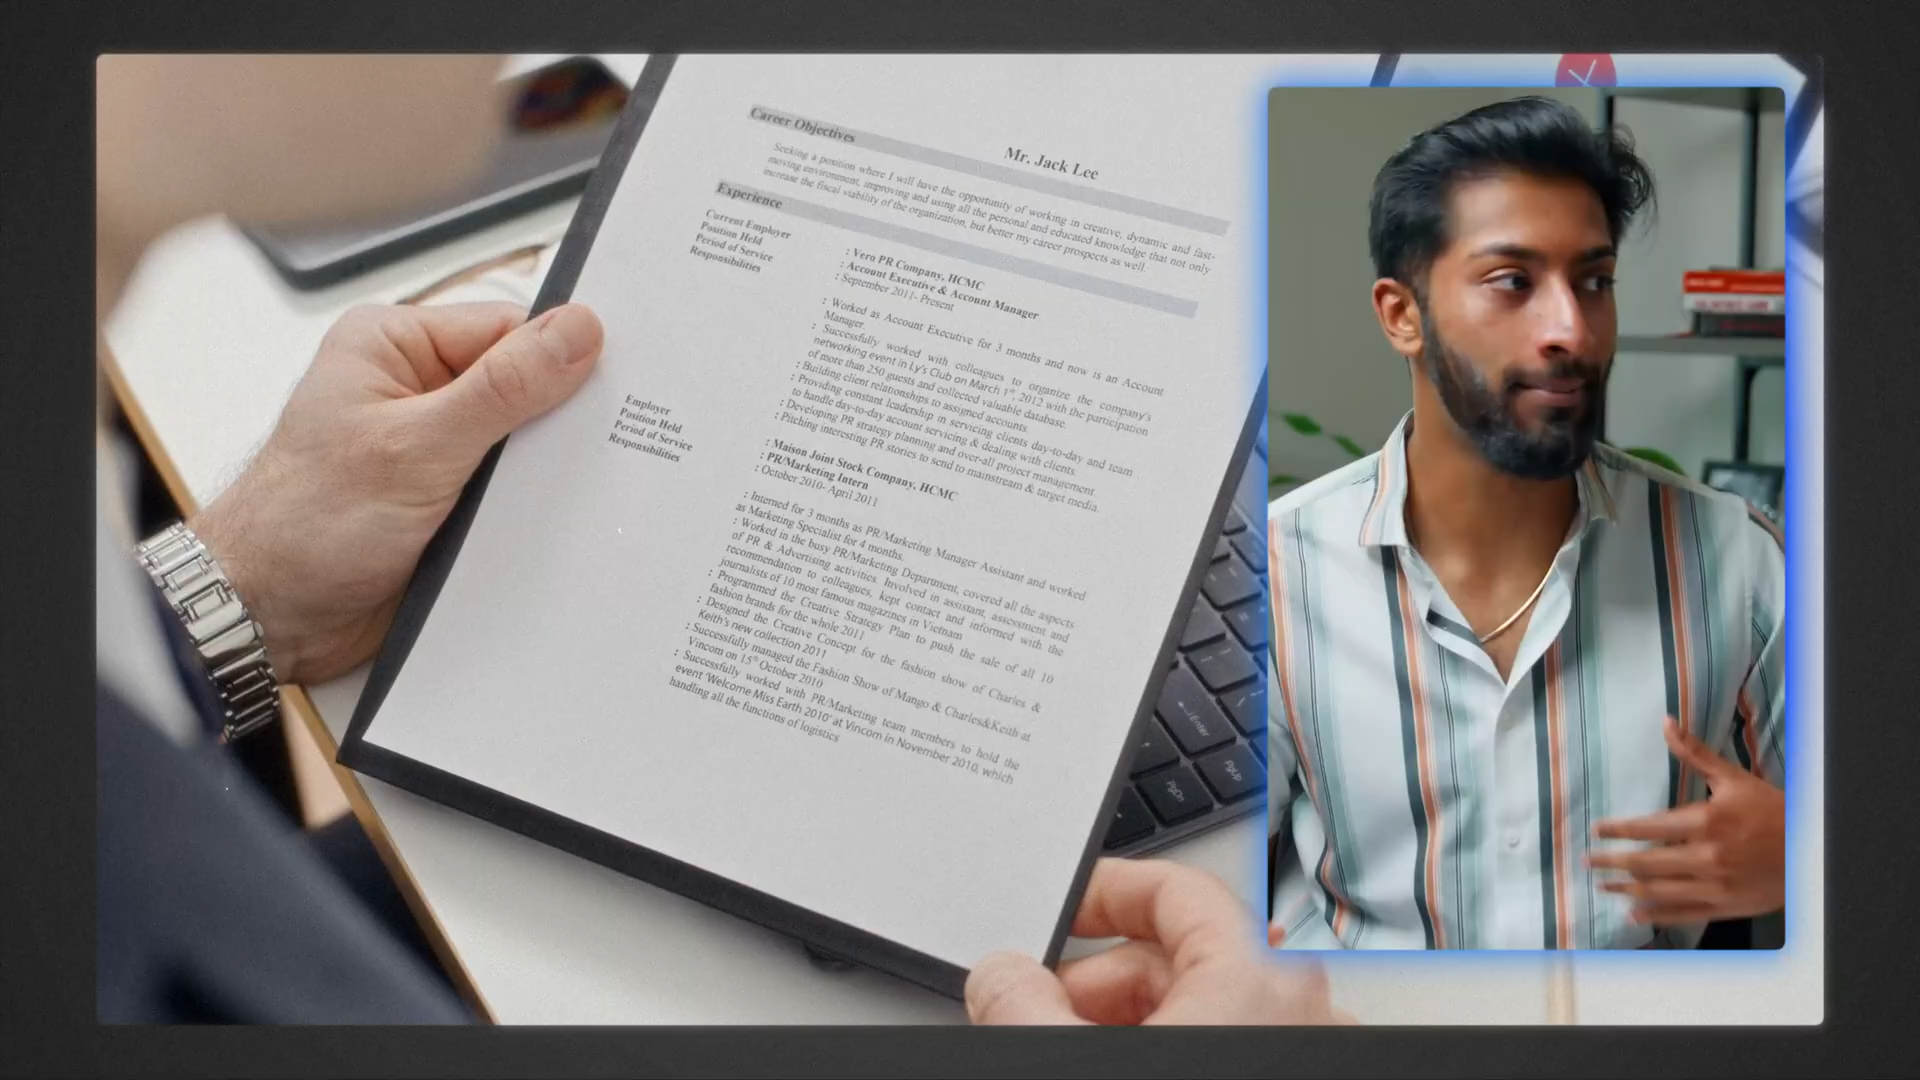 Career Objectives
Mr. Jack Lee
Seeking a position where I will have the opportunity of working in creative, dynamic and fast-
moving environment, improving and using all the personal and educated knowledge that not only
increase the fiscal viability of the organization, but better my career prospects as well.
Experience
Current Employer : Vero PR Company, HCMC
Position Held : Account Executive & Account Manager
Period of Service : September 2011- Present
Responsibilities
: Worked as Account Executive for 3 months and now is an Account
Manager.
: Successfully worked with colleagues to organize the company's
networking event in Ly's Club on March 1st, 2012 with the participation
of more than 250 guests and collected valuable database.
: Building client relationships to assigned accounts.
: Providing constant leadership in servicing clients day-to-day and team
to handle day-to-day account servicing & dealing with clients.
: Developing PR strategy planning and over-all project management.
: Pitching interesting PR stories to send to mainstream & target media.
Employer : Maison Joint Stock Company, HCMC
Position Held : PR/Marketing Intern
Period of Service : October 2010- April 2011
Responsibilities
: Interned for 3 months as PR/Marketing Manager Assistant and worked
as Marketing Specialist for 4 months.
: Worked in the busy PR/Marketing Department, covered all the aspects
of PR & Advertising activities. Involved in assistant, assessment and
recommendation to colleagues, kept contact and informed with the
journalists of 10 most famous magazines in Vietnam
: Programmed the Creative Strategy Plan to push the sale of all 10
fashion brands for the whole 2011
: Designed the Creative Concept for the fashion show of Charles &
Keith's new collection 2011
: Successfully managed the Fashion Show of Mango & Charles&Keith at
Vincom on 15th October 2010
: Successfully worked with PR/Marketing team members to hold the
event 'Welcome Miss Earth 2010' at Vincom in November 2010, which
handling all the functions of logistics
Enter
PgUp
PgDn